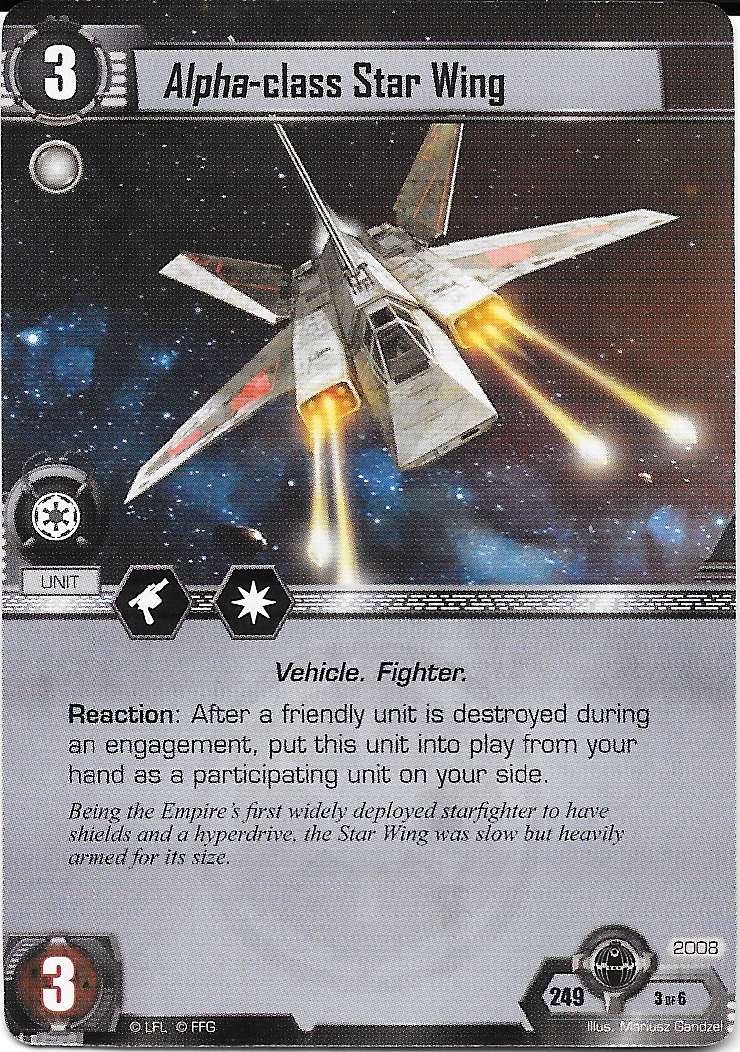 3
Alpha-class Star Wing
UNIT
Vehicle. Fighter.
Reaction: After a friendly unit is destroyed during
an engagement, put this unit into play from your
hand as a participating unit on your side.
Being the Empire's first widely deployed starfighter to have
shields and a hyperdrive, the Star Wing was slow but heavily
armed for its size.
3
2008
249
3 OF 6
© LFL © FFG
Illus. Mariusz Gandzel